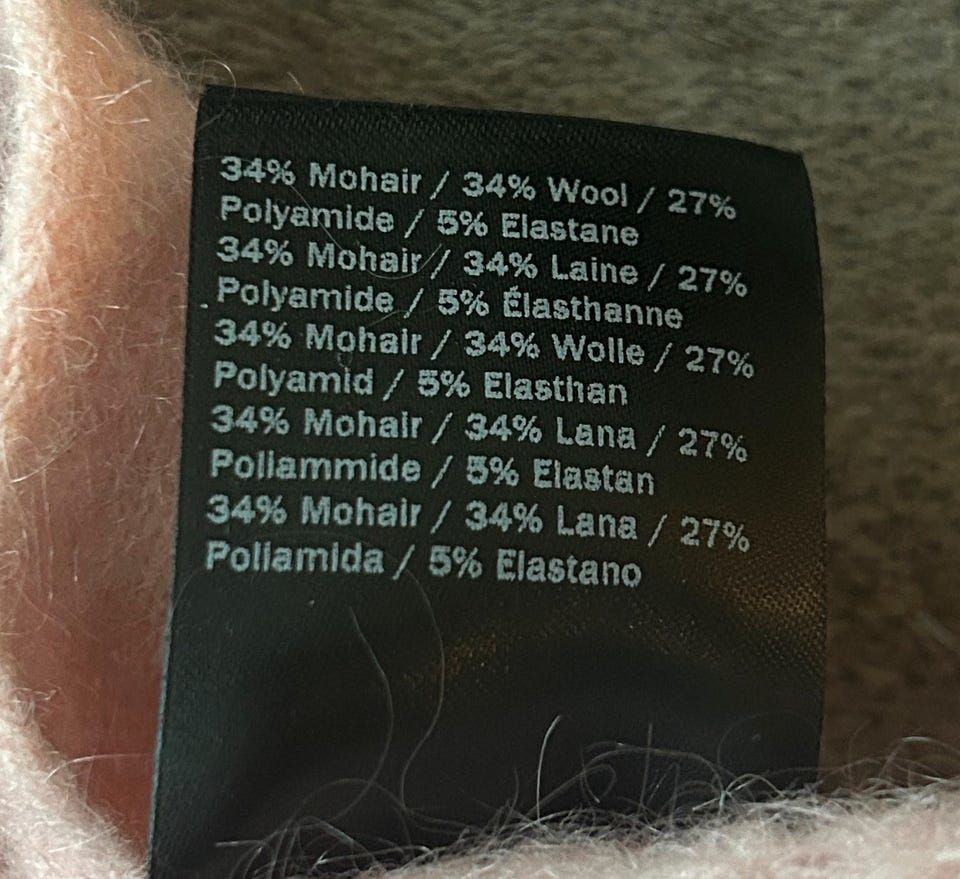 34% Mohair / 34% Wool / 27%
Polyamide / 5% Elastane
34% Mohair / 34% Laine / 27%
Polyamide / 5% Élasthanne
34% Mohair / 34% Wolle / 27%
Polyamid / 5% Elasthan
34% Mohair / 34% Lana / 27%
Poliammide / 5% Elastan
34% Mohair / 34% Lana / 27%
Poliamida / 5% Elastano